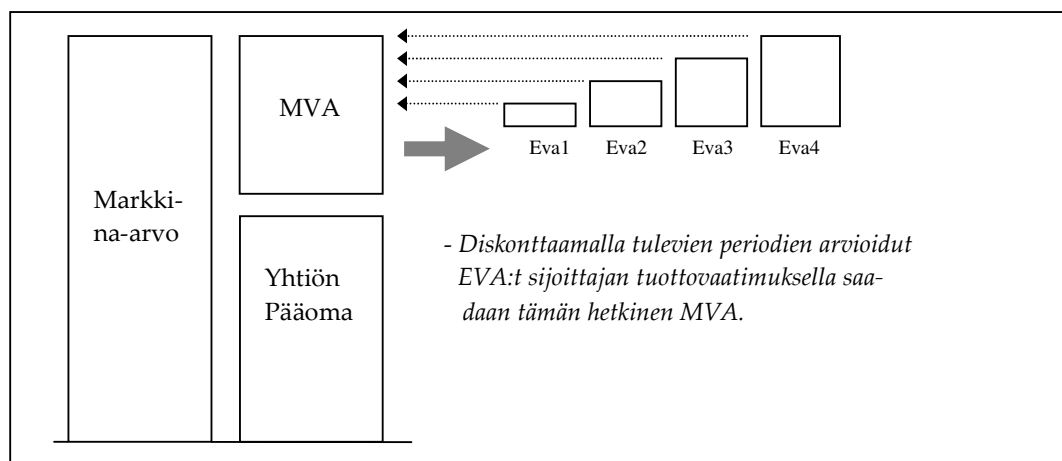 MVA
Eva1 Eva2 Eva3 Eva4
Markki-
na-arvo
Yhtiön
Pääoma
- Diskonttaamalla tulevien periodien arvioidut
EVA:t sijoittajan tuottovaatimuksella saa-
daan tämän hetkinen MVA.